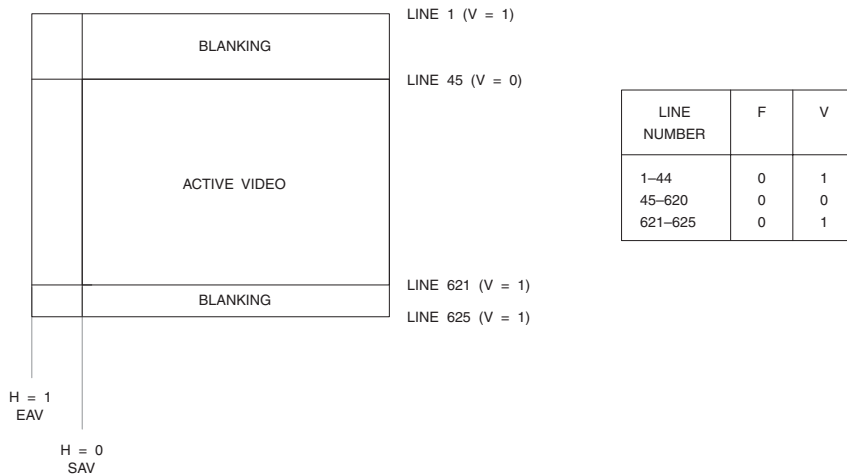 LINE 1 (V = 1)
BLANKING
LINE 45 (V = 0)
ACTIVE VIDEO
LINE 621 (V = 1)
BLANKING
LINE 625 (V = 1)
H = 1
EAV
H = 0
SAV
LINE NUMBER F V
1–44 0 1
45–620 0 0
621–625 0 1